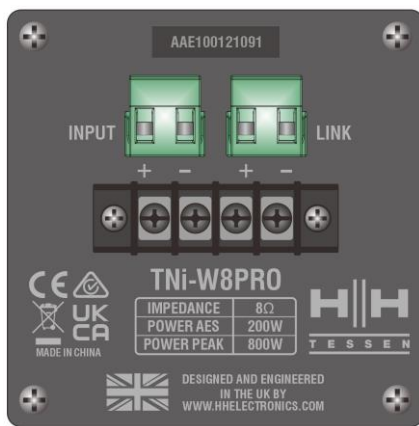 AAE100121091
INPUT
LINK
+ − + −
TNi-W8PRO
IMPEDANCE 8Ω
POWER AES 200W
POWER PEAK 800W
CE
UK
CA
MADE IN CHINA
H||H
TESSEN
DESIGNED AND ENGINEERED
IN THE UK BY
WWW.HHELECTRONICS.COM